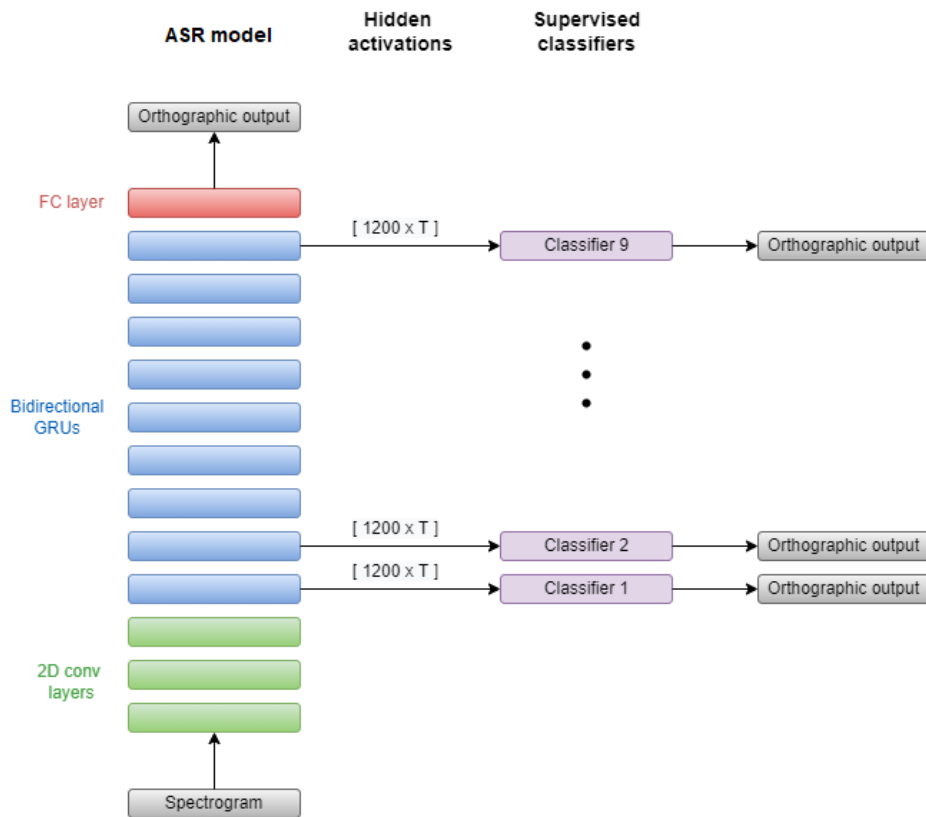 ASR model
Hidden
activations
Supervised
classifiers
Orthographic output
FC layer
[ 1200 x T ]
Classifier 9
Orthographic output
Bidirectional
GRUs
[ 1200 x T ]
Classifier 2
Orthographic output
[ 1200 x T ]
Classifier 1
Orthographic output
2D conv
layers
Spectrogram